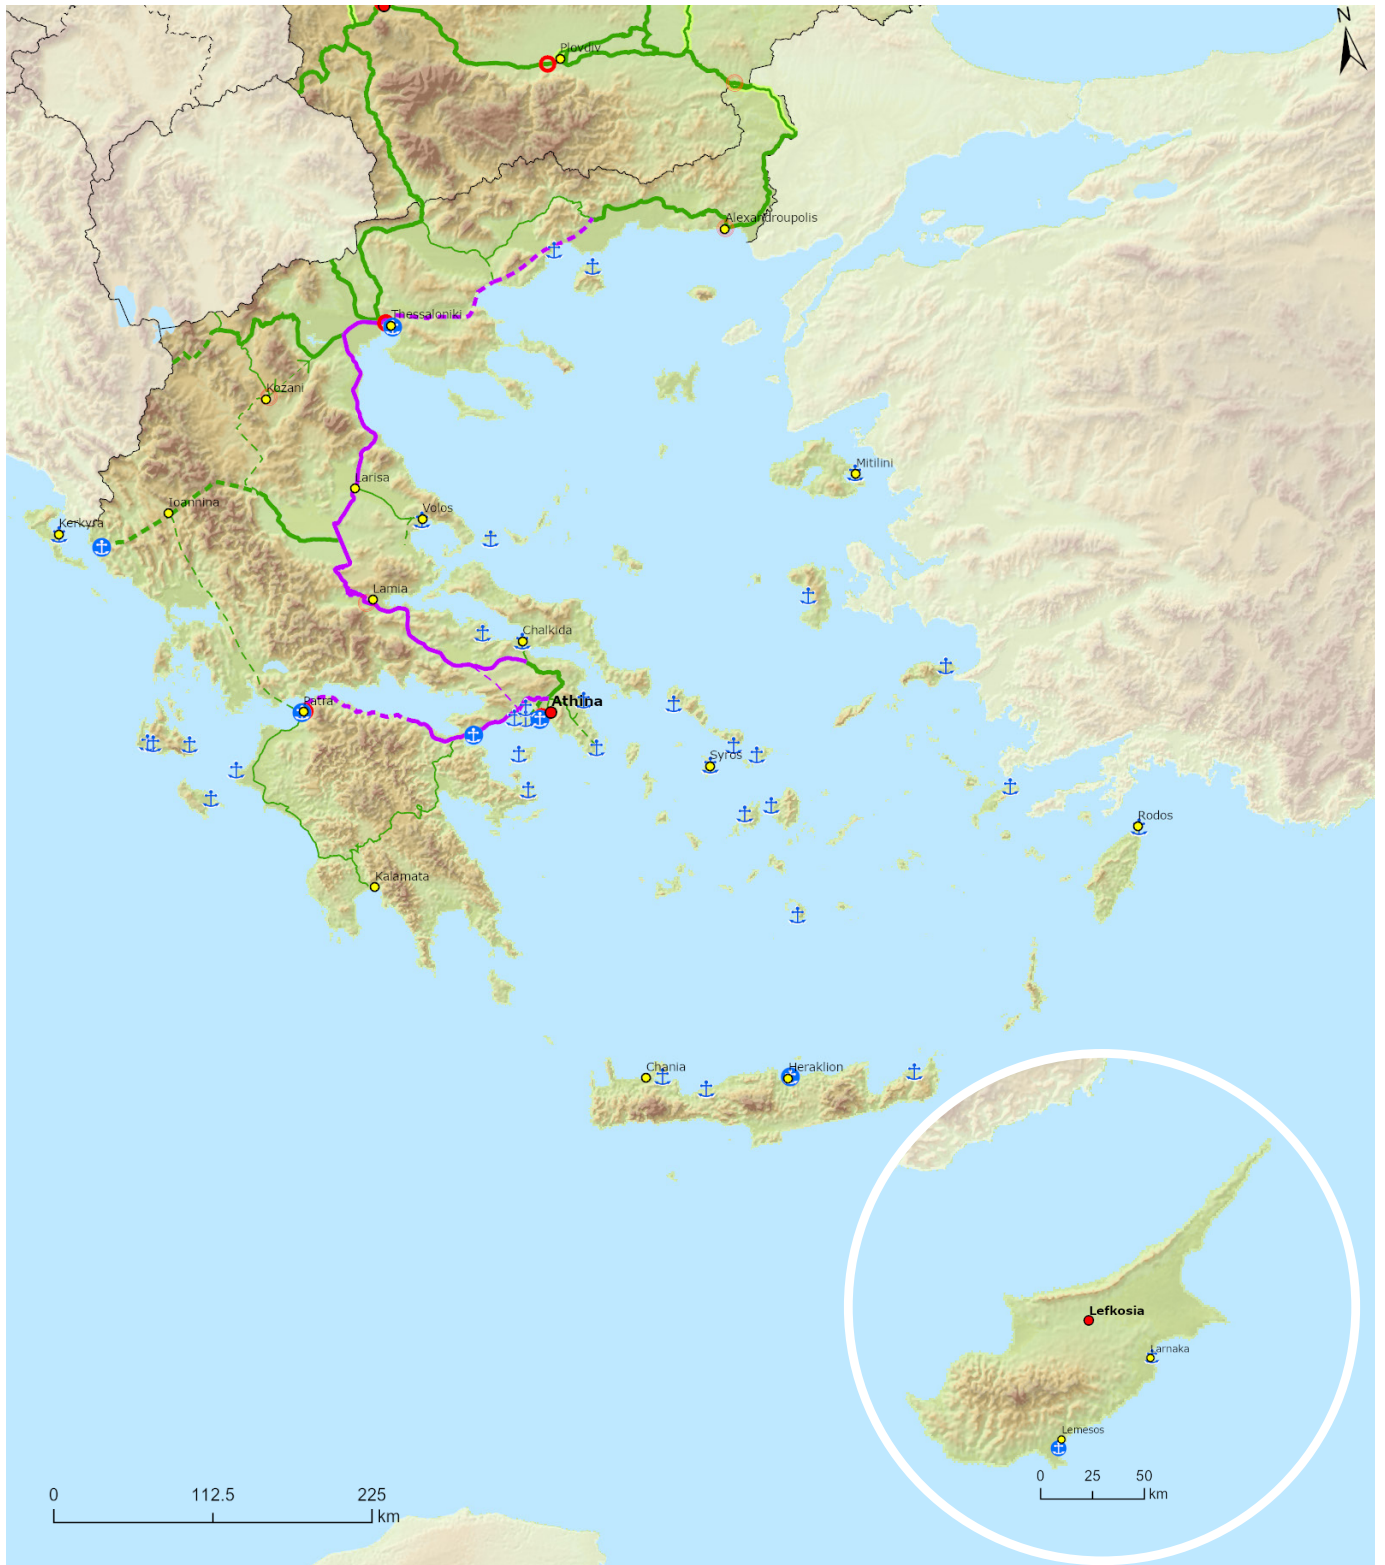 N
Plovdiv
Alexandroupolis
Thessaloniki
Kozani
Mitilini
Larisa
Ioannina
Volos
Kerkyra
Lamia
Chalkida
Patra
Athina
Syros
Rodos
Kalamata
Chania
Heraklion
Lefkosia
Larnaka
Lemesos
0 25 50
km
0 112.5 225
km